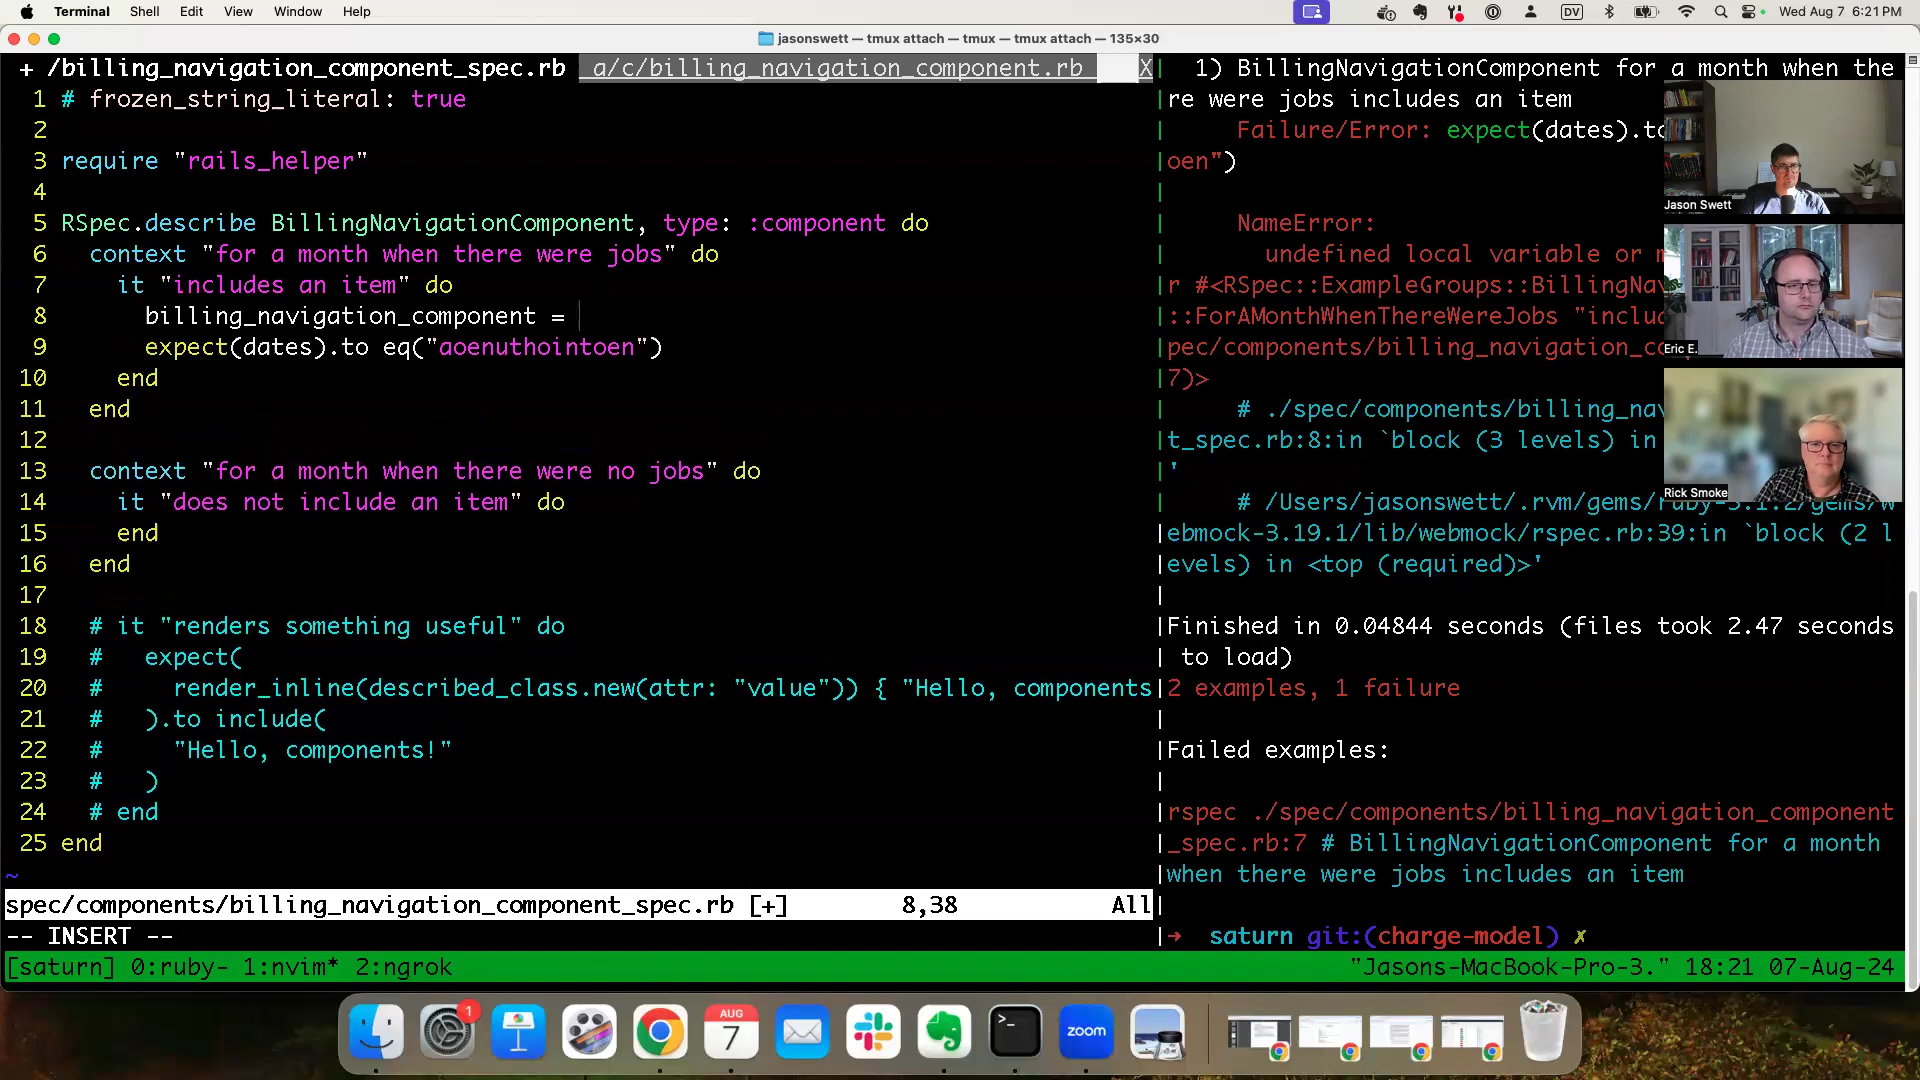 Terminal Shell Edit View Window Help
DV
Wed Aug 7 6:21 PM
jasonswett — tmux attach — tmux — tmux attach — 135×30
+ /billing_navigation_component_spec.rb a/c/billing_navigation_component.rb X
1 # frozen_string_literal: true
2
3 require "rails_helper"
4
5 RSpec.describe BillingNavigationComponent, type: :component do
6 context "for a month when there were jobs" do
7 it "includes an item" do
8 billing_navigation_component =
9 expect(dates).to eq("aoenuthointoen")
10 end
11 end
12
13 context "for a month when there were no jobs" do
14 it "does not include an item" do
15 end
16 end
17
18 # it "renders something useful" do
19 # expect(
20 # render_inline(described_class.new(attr: "value")) { "Hello, components
21 # ).to include(
22 # "Hello, components!"
23 # )
24 # end
25 end
~
spec/components/billing_navigation_component_spec.rb [+] 8,38 All
-- INSERT --
1) BillingNavigationComponent for a month when the
re were jobs includes an item
Failure/Error: expect(dates).to
oen")
NameError:
undefined local variable or m
r #<RSpec::ExampleGroups::BillingNav
::ForAMonthWhenThereWereJobs "includ
pec/components/billing_navigation_co
7)>
# ./spec/components/billing_nav
t_spec.rb:8:in `block (3 levels) in
'
# /Users/jasonswett/.rvm/gems/ruby-3.1.2/gems/w
ebmock-3.19.1/lib/webmock/rspec.rb:39:in `block (2 l
evels) in <top (required)>'
Finished in 0.04844 seconds (files took 2.47 seconds
to load)
2 examples, 1 failure
Failed examples:
rspec ./spec/components/billing_navigation_component
_spec.rb:7 # BillingNavigationComponent for a month
when there were jobs includes an item
→ saturn git:(charge-model) ✗
Jason Swett
Eric E.
Rick Smoke
[saturn] 0:ruby- 1:nvim* 2:ngrok "Jasons-MacBook-Pro-3." 18:21 07-Aug-24
1
AUG
7
>_
zoom